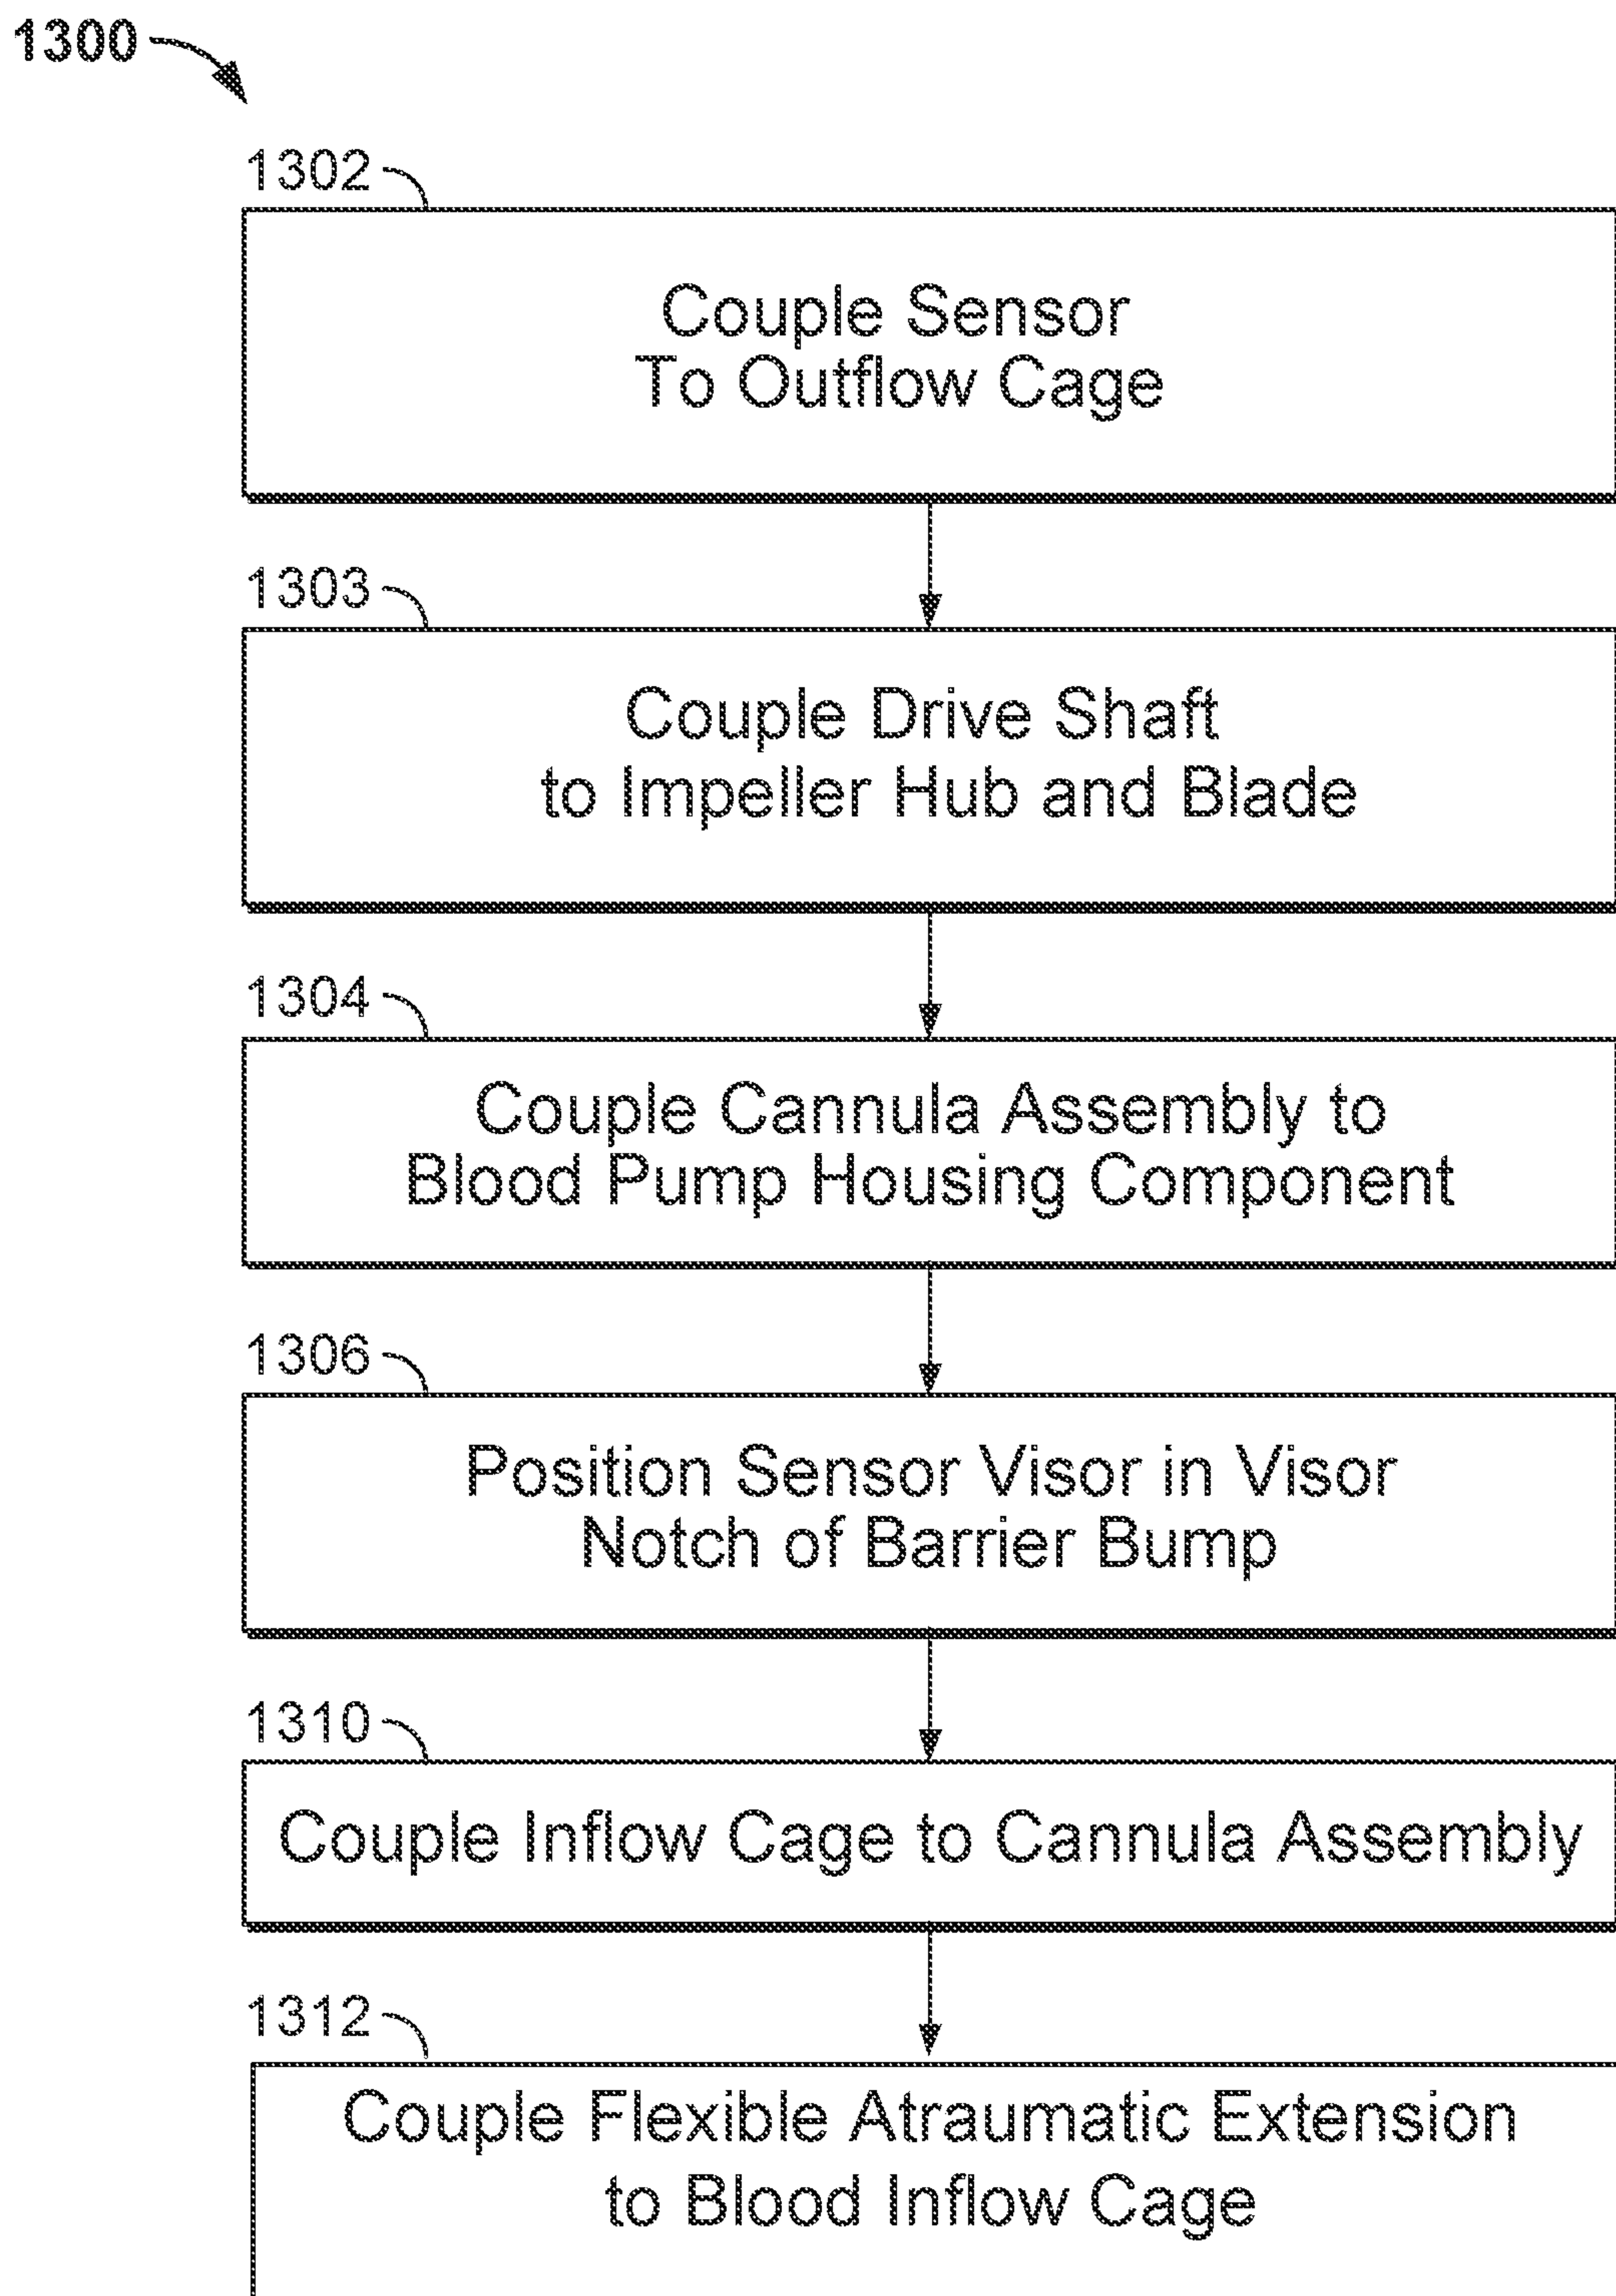 1300
1302
Couple Sensor
To Outflow Cage
1303
Couple Drive Shaft
to Impeller Hub and Blade
1304
Couple Cannula Assembly to
Blood Pump Housing Component
1306
Position Sensor Visor in Visor
Notch of Barrier Bump
1310
Couple Inflow Cage to Cannula Assembly
1312
Couple Flexible Atraumatic Extension
to Blood Inflow Cage